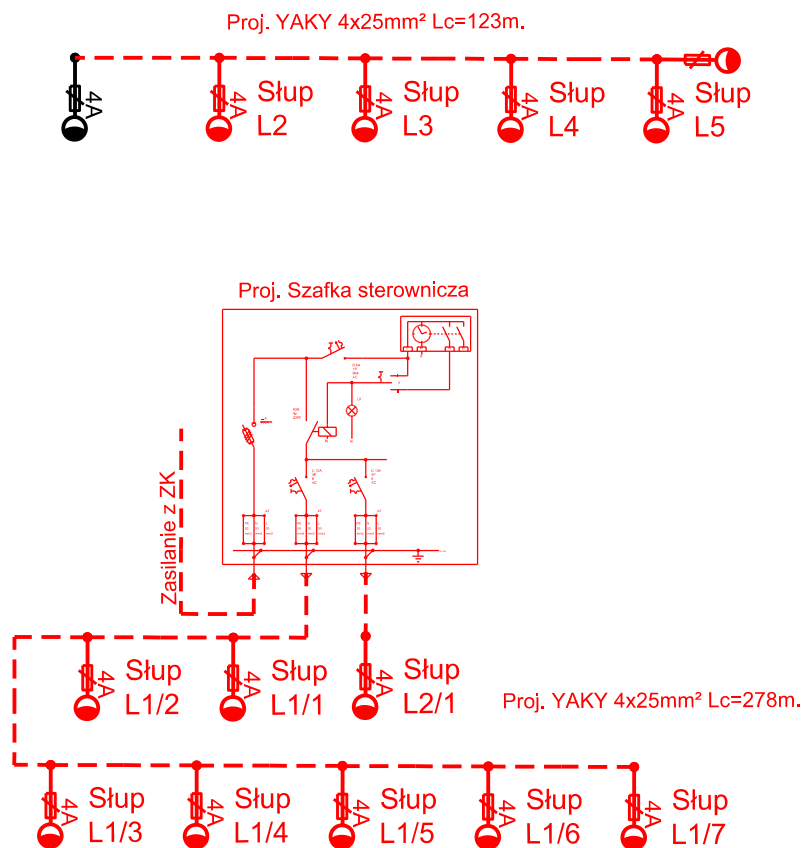 Proj. YAKY 4x25mm² Lc=123m.
4A
4A
Słup
L2
4A
Słup
L3
4A
Słup
L4
4A
Słup
L5
Proj. Szafka sterownicza
Zasilanie z ZK
4A
Słup
L1/2
4A
Słup
L1/1
4A
Słup
L2/1
Proj. YAKY 4x25mm² Lc=278m.
4A
Słup
L1/3
4A
Słup
L1/4
4A
Słup
L1/5
4A
Słup
L1/6
4A
Słup
L1/7